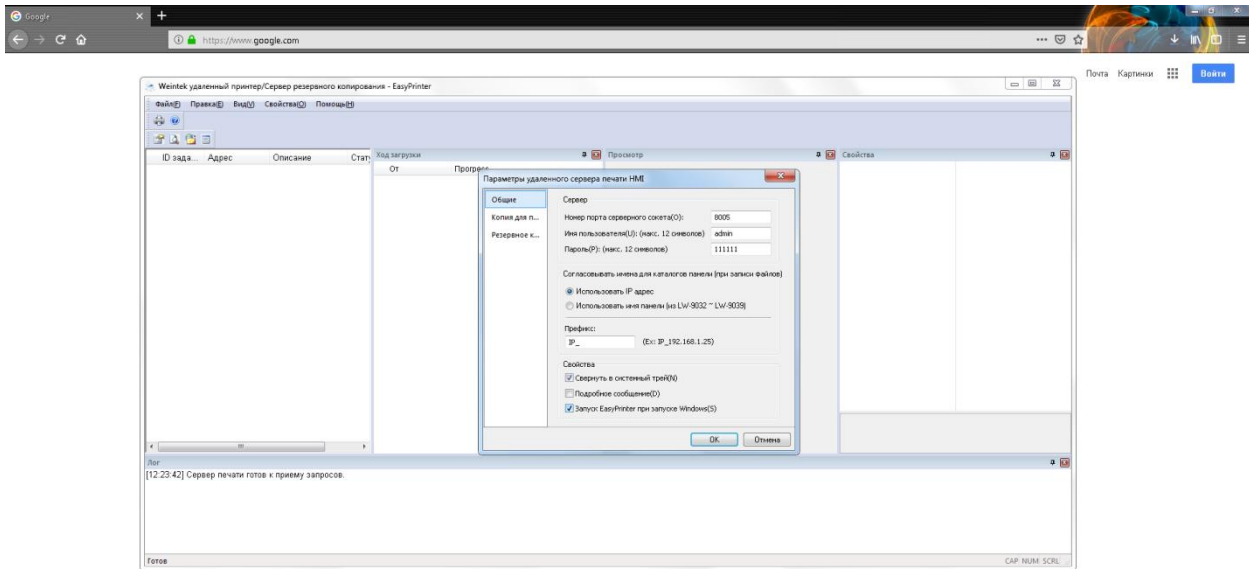 Google
https://www.google.com
Почта Картинки
Войти
Weintek удаленный принтер/Сервер резервного копирования - EasyPrinter
Файл(F) Правка(E) Вид(V) Свойства(O) Помощь(H)
ID зада... Адрес Описание Стату
Ход загрузки
От Прогресс
Просмотр
Свойства
Параметры удаленного сервера печати HMI
Общие
Копия для п...
Резервное к...
Сервер
Номер порта серверного сокета(O): 8005
Имя пользователя(U): (макс. 12 символов) admin
Пароль(P): (макс. 12 символов) 111111
Согласовывать имена для каталогов панели (при записи файлов)
Использовать IP адрес
Использовать имя панели (из LW-9032 ~ LW-9039)
Префикс:
IP_ (Ex: IP_192.168.1.25)
Свойства
Свернуть в системный трей(N)
Подробное сообщение(D)
Запуск EasyPrinter при запуске Windows(S)
OK Отмена
Лог
[12:23:42] Сервер печати готов к приему запросов.
Готов
CAP NUM SCRL